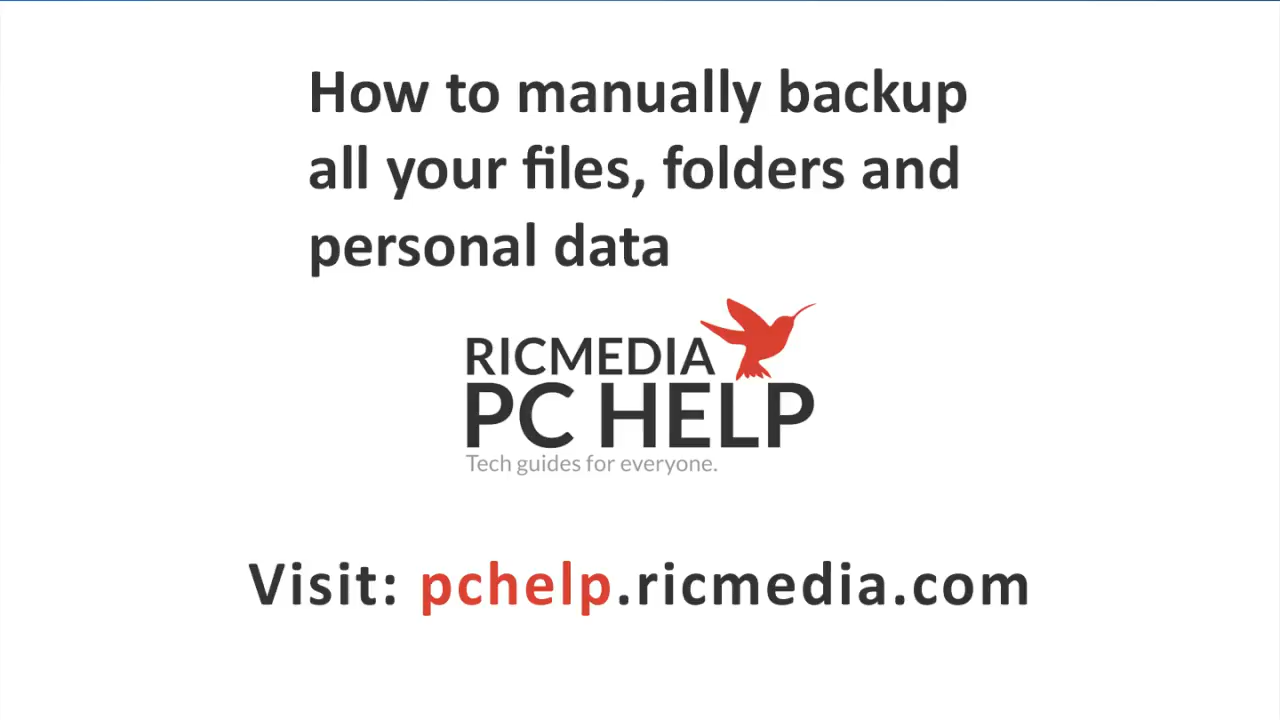 How to manually backup
all your files, folders and
personal data
RICMEDIA
PC HELP
Tech guides for everyone.
Visit: pchelp.ricmedia.com